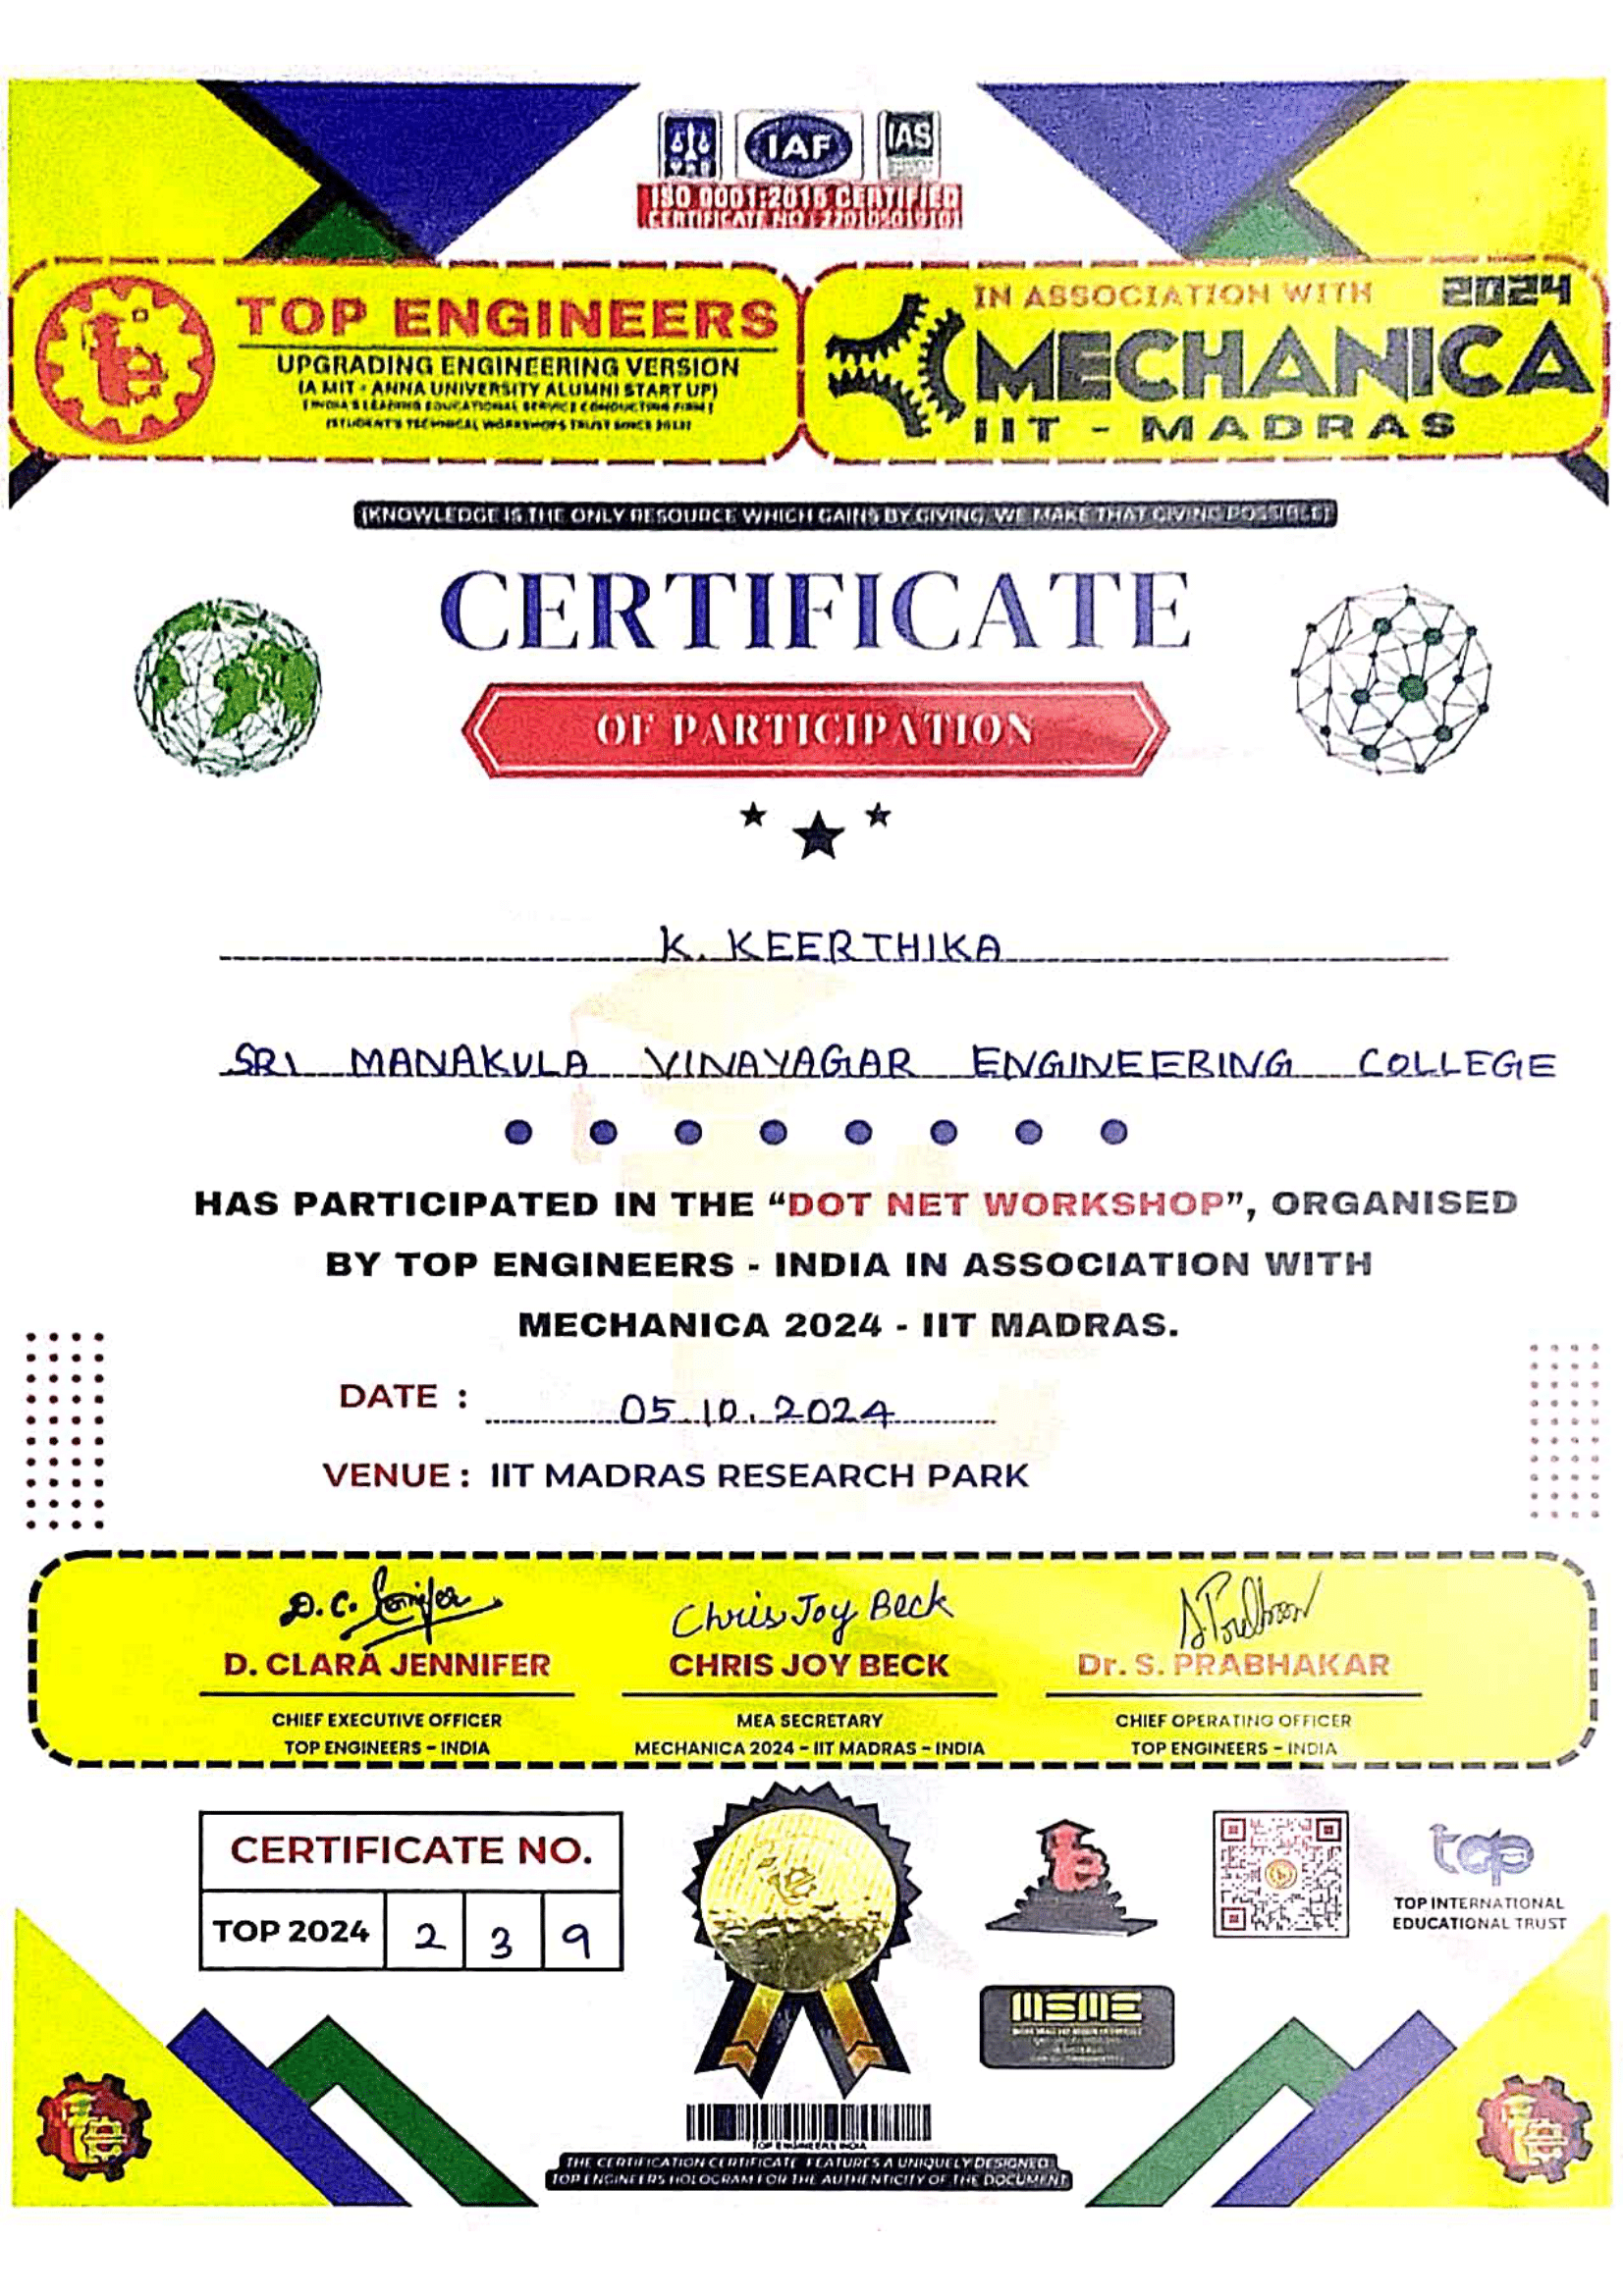 IAF
IAS
ISO 9001:2015 CERTIFIED
TOP ENGINEERS
UPGRADING ENGINEERING VERSION
(A MIT - ANNA UNIVERSITY ALUMNI START UP)
(INDIA'S LEADING EDUCATIONAL SERVICE CONDUCTING FIRM)
(STUDENT'S TECHNICAL WORKSHOP'S TRUST SINCE 2013)
IN ASSOCIATION WITH 2024
MECHANICA
IIT - MADRAS
(KNOWLEDGE IS THE ONLY RESOURCE WHICH GAINS BY GIVING, WE MAKE THAT GIVING POSSIBLE)
CERTIFICATE
OF PARTICIPATION
K. KEERTHIKA
SRI MANAKULA VINAYAGAR ENGINEERING COLLEGE
HAS PARTICIPATED IN THE “DOT NET WORKSHOP”, ORGANISED
BY TOP ENGINEERS - INDIA IN ASSOCIATION WITH
MECHANICA 2024 - IIT MADRAS.
DATE : 05.10.2024
VENUE : IIT MADRAS RESEARCH PARK
D.C. Jennifer
Chris Joy Beck
D. CLARA JENNIFER
CHRIS JOY BECK
Dr. S. PRABHAKAR
CHIEF EXECUTIVE OFFICER
TOP ENGINEERS - INDIA
MEA SECRETARY
MECHANICA 2024 - IIT MADRAS - INDIA
CHIEF OPERATING OFFICER
TOP ENGINEERS - INDIA
CERTIFICATE NO.
TOP 2024 2 3 9
te
top
TOP INTERNATIONAL
EDUCATIONAL TRUST
MSME
TOP ENGINEERS INDIA
THE CERTIFICATION CERTIFICATE FEATURES A UNIQUELY DESIGNED
TOP ENGINEERS HOLOGRAM FOR THE AUTHENTICITY OF THE DOCUMENT